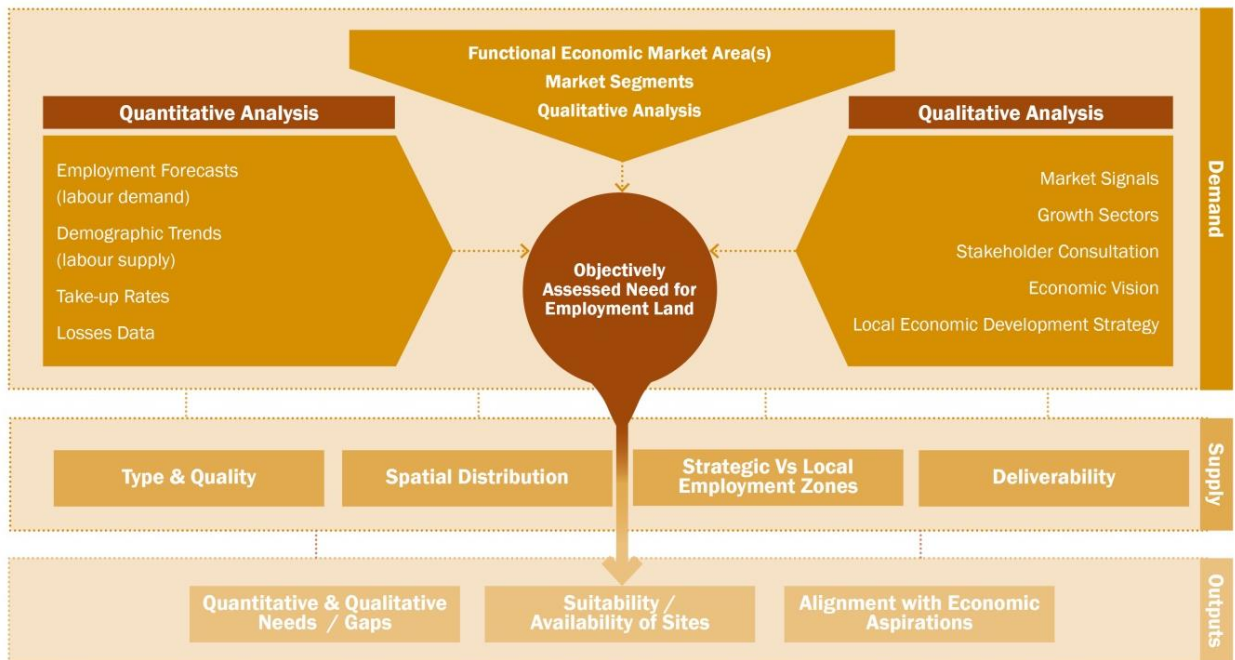 Functional Economic Market Area(s)
Market Segments
Qualitative Analysis
Quantitative Analysis
Employment Forecasts
(labour demand)
Demographic Trends
(labour supply)
Take-up Rates
Losses Data
Objectively
Assessed Need for
Employment Land
Qualitative Analysis
Market Signals
Growth Sectors
Stakeholder Consultation
Economic Vision
Local Economic Development Strategy
Demand
Type & Quality
Spatial Distribution
Strategic Vs Local
Employment Zones
Deliverability
Supply
Quantitative & Qualitative
Needs / Gaps
Suitability /
Availability of Sites
Alignment with Economic
Aspirations
Outputs